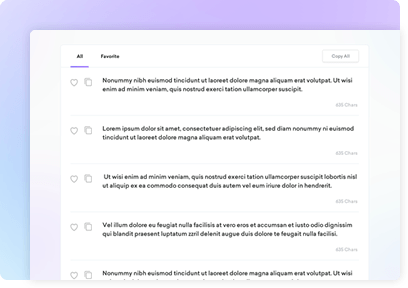 All Favorite Copy All
Nonummy nibh euismod tincidunt ut laoreet dolore magna aliquam erat volutpat. Ut wisi
enim ad minim veniam, quis nostrud exerci tation ullamcorper suscipit.
635 Chars
Lorem ipsum dolor sit amet, consectetuer adipiscing elit, sed diam nonummy ni euismod
tincidunt ut laoreet dolore magna aliquam erat volutpat.
635 Chars
Ut wisi enim ad minim veniam, quis nostrud exerci tation ullamcorper suscipit lobortis nisl
ut aliquip ex ea commodo consequat duis autem vel eum iriure dolor in hendrerit.
635 Chars
Vel illum dolore eu feugiat nulla facilisis at vero eros et accumsan et iusto odio dignissim
qui blandit praesent luptatum zzril delenit augue duis dolore te feugait nulla facilisi.
635 Chars
Nonummy nibh euismod tincidunt ut laoreet dolore magna aliquam erat volutpat. Ut wisi